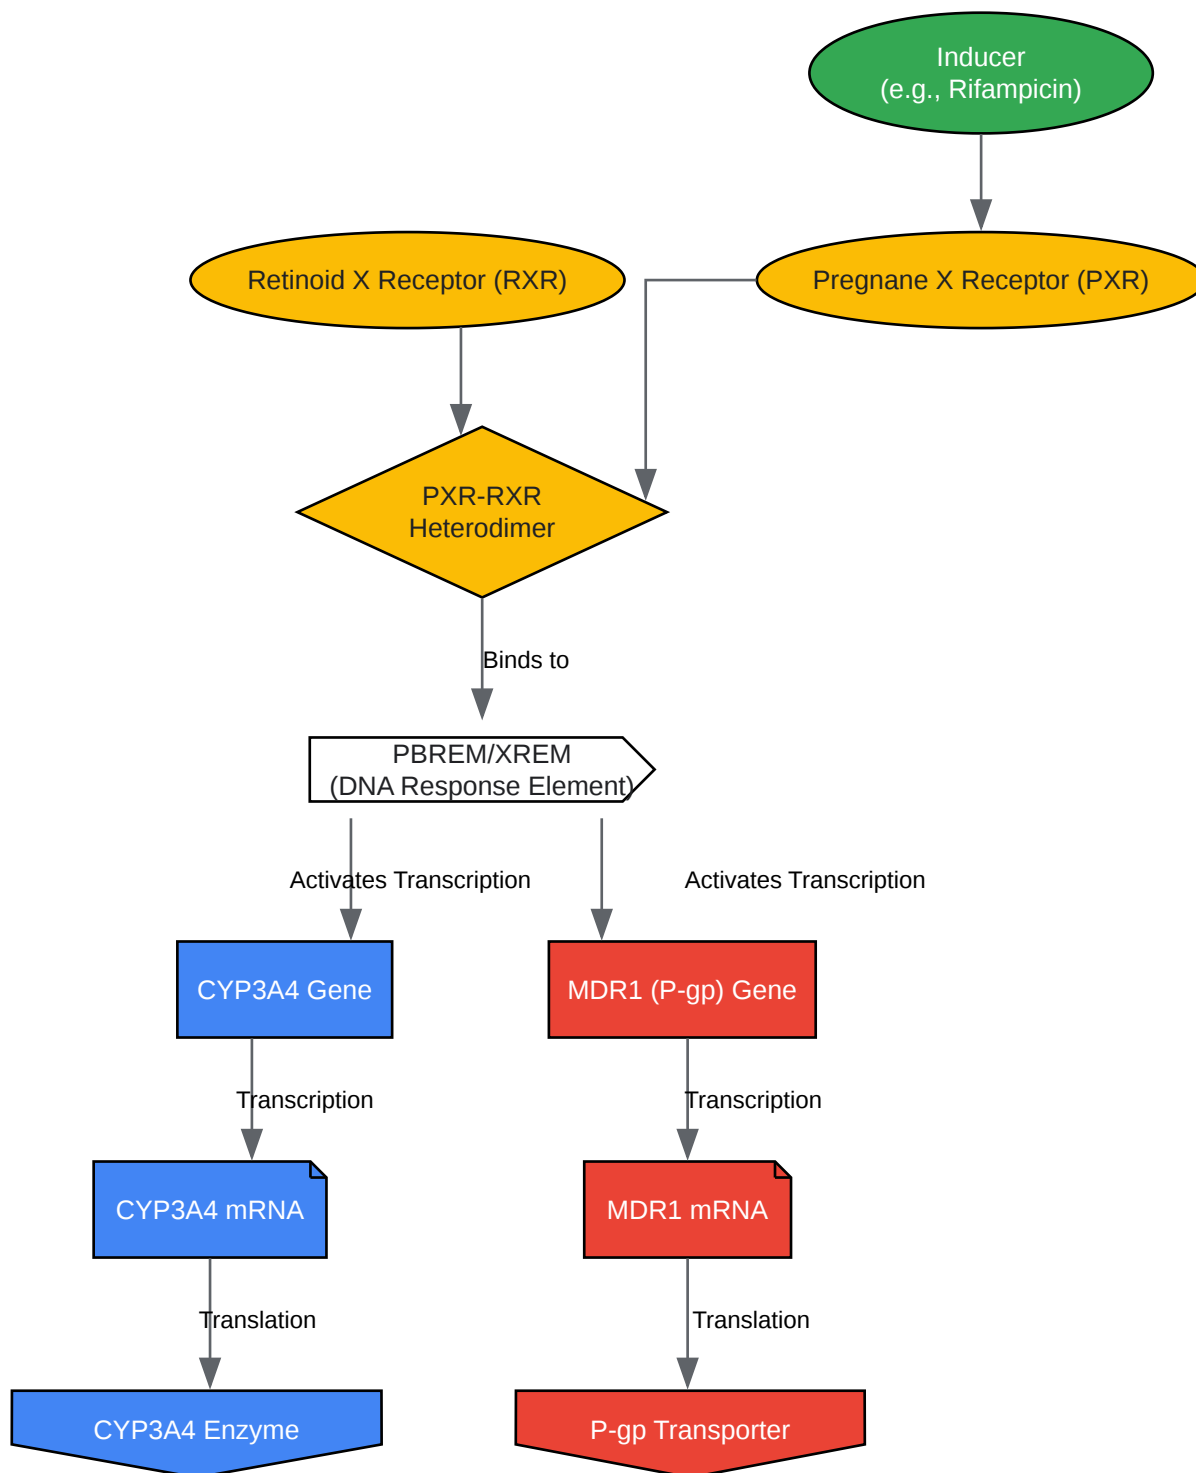 Inducer
(e.g., Rifampicin)
Retinoid X Receptor (RXR)
Pregnane X Receptor (PXR)
PXR-RXR
Heterodimer
Binds to
PBREM/XREM
(DNA Response Element)
Activates Transcription
Activates Transcription
CYP3A4 Gene
MDR1 (P-gp) Gene
Transcription
Transcription
CYP3A4 mRNA
MDR1 mRNA
Translation
Translation
CYP3A4 Enzyme
P-gp Transporter